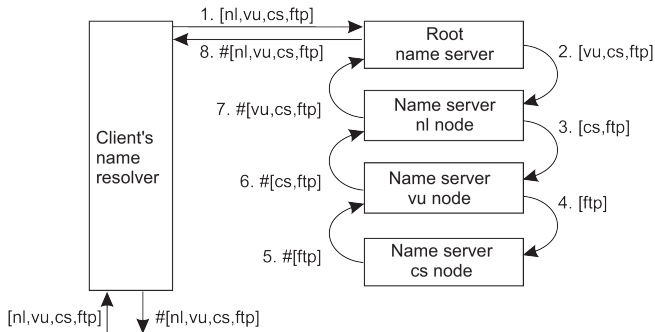 1. [nl,vu,cs,ftp]
8. #[nl,vu,cs,ftp]
Root
name server
2. [vu,cs,ftp]
7. #[vu,cs,ftp]
Name server
nl node
3. [cs,ftp]
Client's
name
resolver
6. #[cs,ftp]
Name server
vu node
4. [ftp]
5. #[ftp]
Name server
cs node
[nl,vu,cs,ftp]
#[nl,vu,cs,ftp]